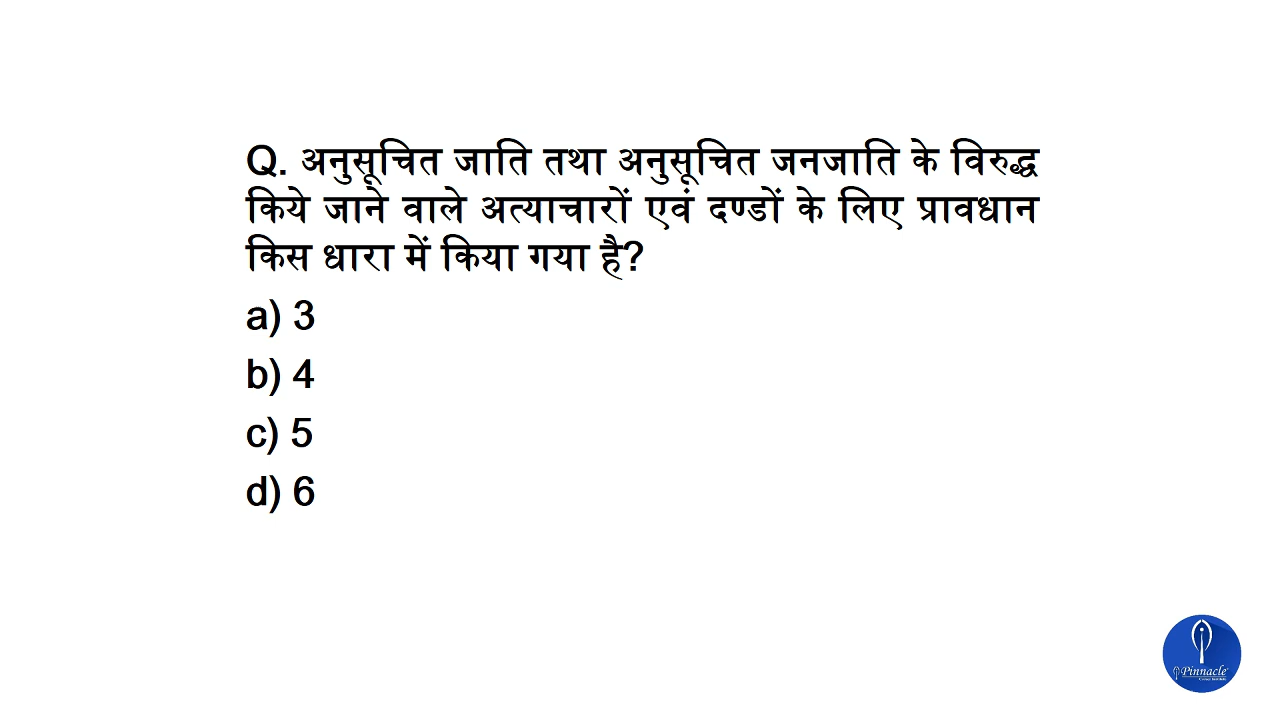 Q. अनुसूचित जाति तथा अनुसूचित जनजाति के विरुद्ध
किये जाने वाले अत्याचारों एवं दण्डों के लिए प्रावधान
किस धारा में किया गया है?
a) 3
b) 4
c) 5
d) 6
Pinnacle